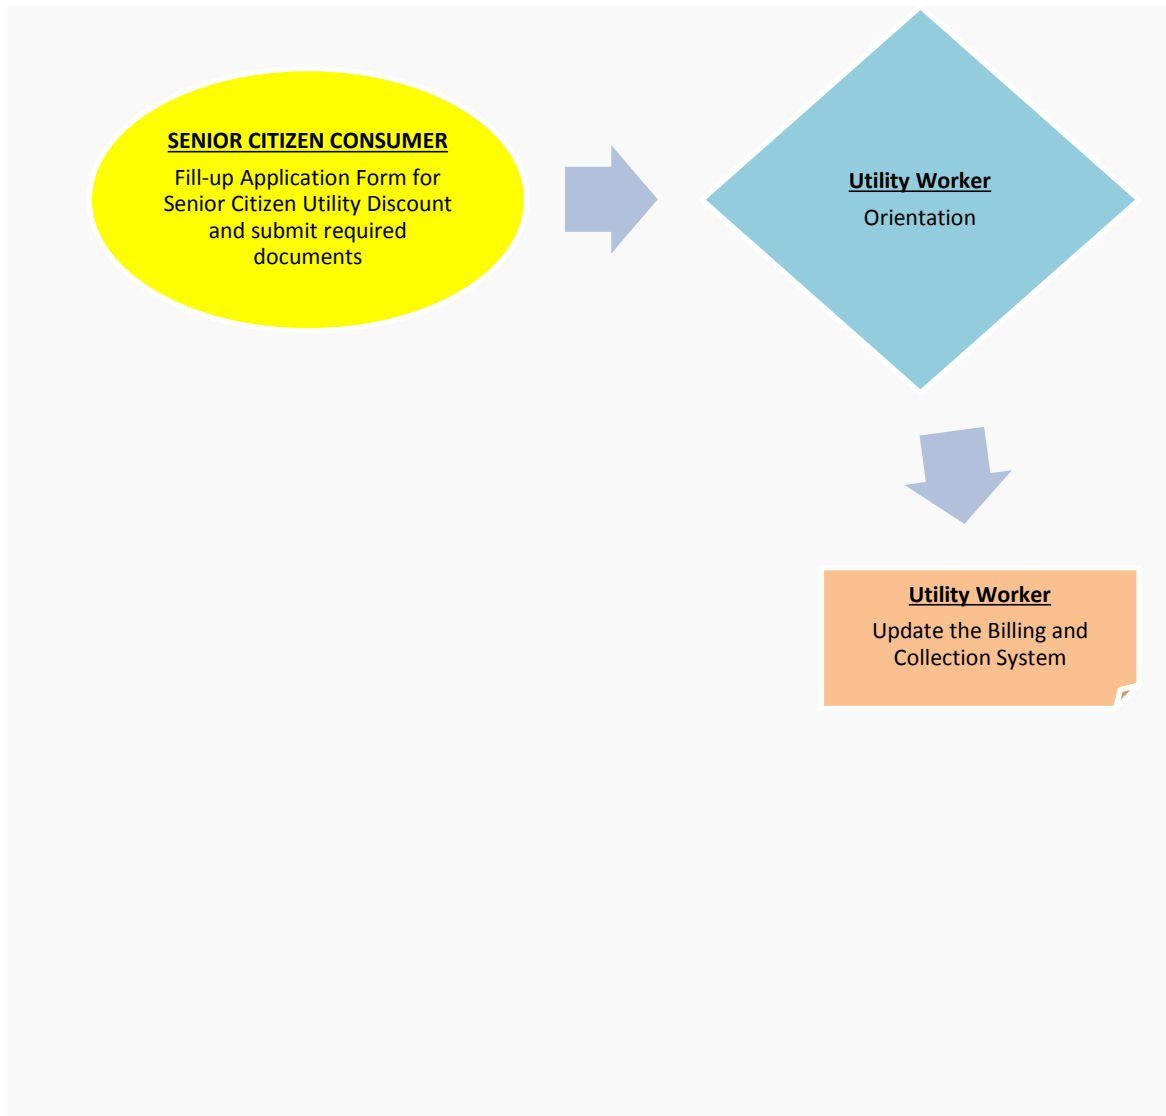 SENIOR CITIZEN CONSUMER
Fill-up Application Form for
Senior Citizen Utility Discount
and submit required
documents
Utility Worker
Orientation
Utility Worker
Update the Billing and
Collection System